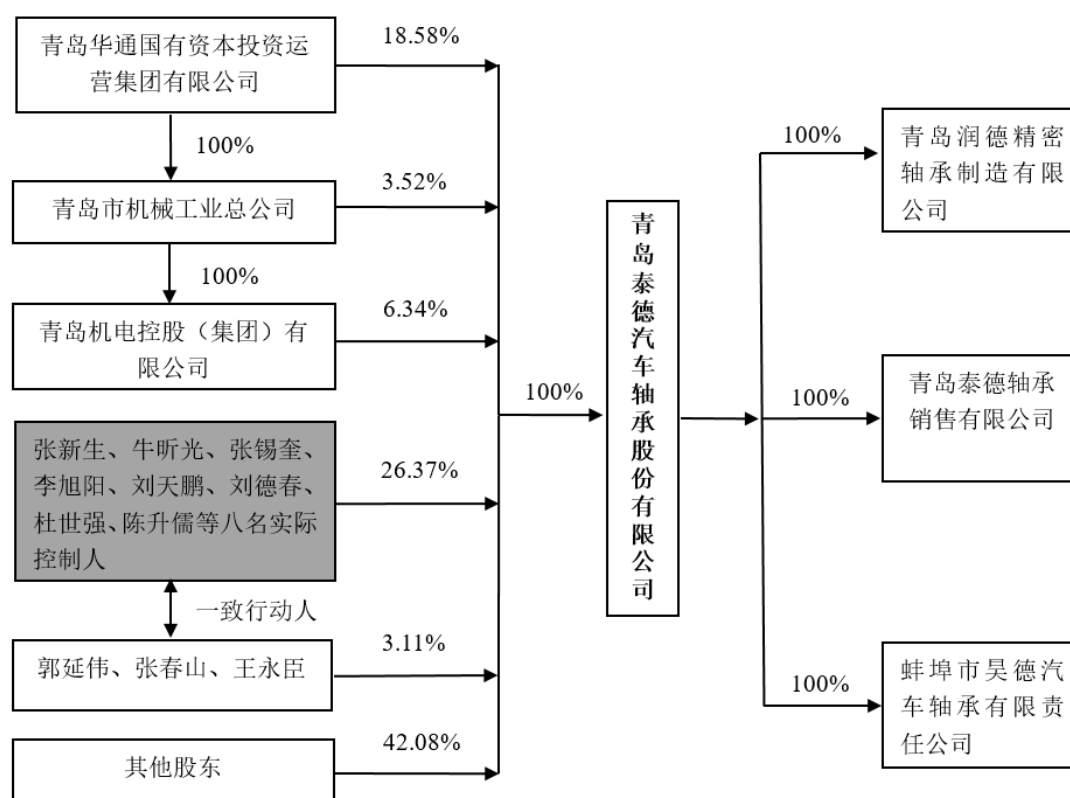 青岛华通国有资本投资运
营集团有限公司
18.58%
100%
青岛市机械工业总公司
3.52%
100%
青岛机电控股（集团）有
限公司
6.34%
张新生、牛昕光、张锡奎、
李旭阳、刘天鹏、刘德春、
杜世强、陈升儒等八名实际
控制人
26.37%
一致行动人
郭延伟、张春山、王永臣
3.11%
其他股东
42.08%
100%
青岛泰德汽车轴承股份有限公司
100%
青岛润德精密
轴承制造有限
公司
100%
青岛泰德轴承
销售有限公司
100%
蚌埠市昊德汽
车轴承有限责
任公司